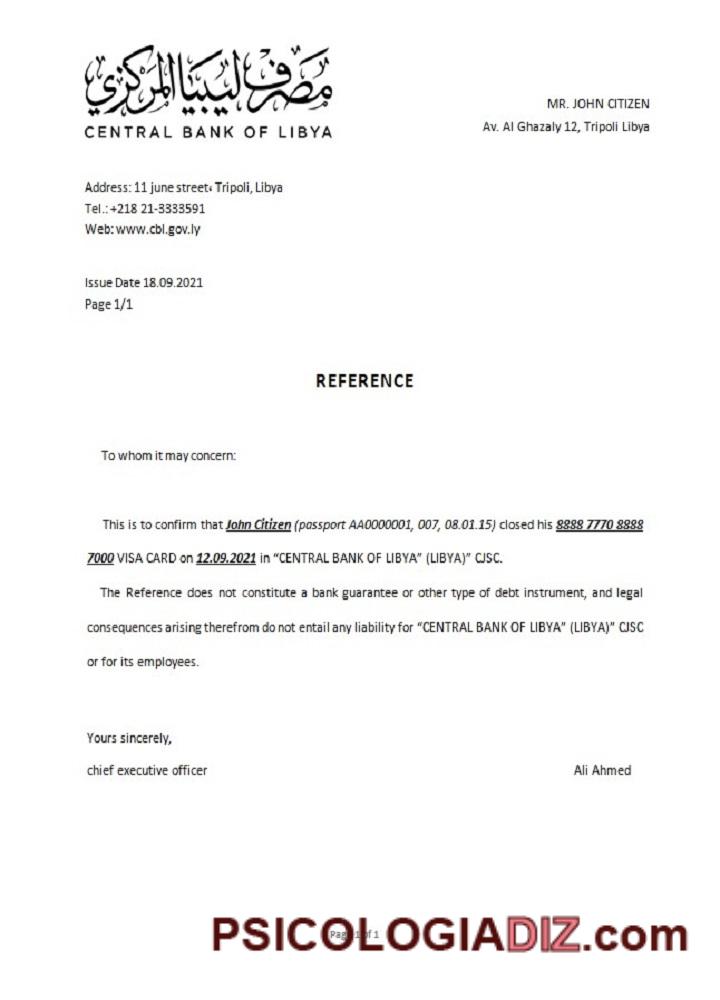 مصرف ليبيا المركزي
CENTRAL BANK OF LIBYA
MR. JOHN CITIZEN
Av. Al Ghazaly 12, Tripoli Libya
Address: 11 june street، Tripoli, Libya
Tel.: +218 21-3333591
Web: www.cbl.gov.ly
Issue Date 18.09.2021
Page 1/1
REFERENCE
To whom it may concern:
This is to confirm that John Citizen (passport AA0000001, 007, 08.01.15) closed his 8888 7770 8888
7000 VISA CARD on 12.09.2021 in “CENTRAL BANK OF LIBYA” (LIBYA)” CJSC.
The Reference does not constitute a bank guarantee or other type of debt instrument, and legal
consequences arising therefrom do not entail any liability for “CENTRAL BANK OF LIBYA” (LIBYA)” CJSC
or for its employees.
Yours sincerely,
chief executive officer Ali Ahmed
Page 1 of 1
PSICOLOGIADIZ.com